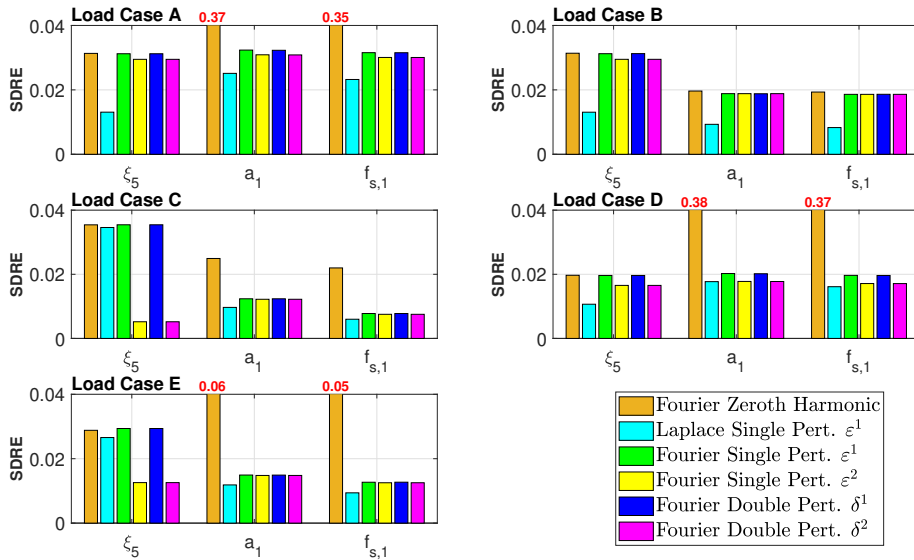 Load Case A
0.37
0.35
0.04
0.02
0
SDRE
ξ5
a1
fs,1
Load Case B
0.04
0.02
0
SDRE
ξ5
a1
fs,1
Load Case C
0.04
0.02
0
SDRE
ξ5
a1
fs,1
Load Case D
0.38
0.37
0.04
0.02
0
SDRE
ξ5
a1
fs,1
Load Case E
0.06
0.05
0.04
0.02
0
SDRE
ξ5
a1
fs,1
Fourier Zeroth Harmonic
Laplace Single Pert. ε¹
Fourier Single Pert. ε¹
Fourier Single Pert. ε²
Fourier Double Pert. δ¹
Fourier Double Pert. δ²